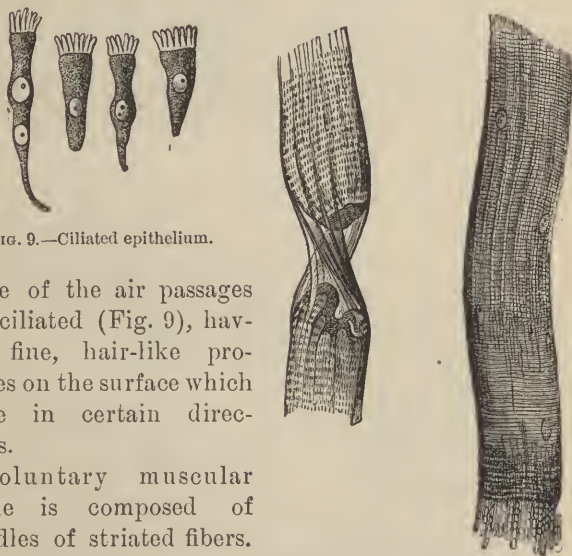 IG. 9.—Ciliated epithelium.
e of the air passages
ciliated (Fig. 9), hav-
fine, hair-like pro-
es on the surface which
e in certain direc-
s.
oluntary muscular
e is composed of
dles of striated fibers.